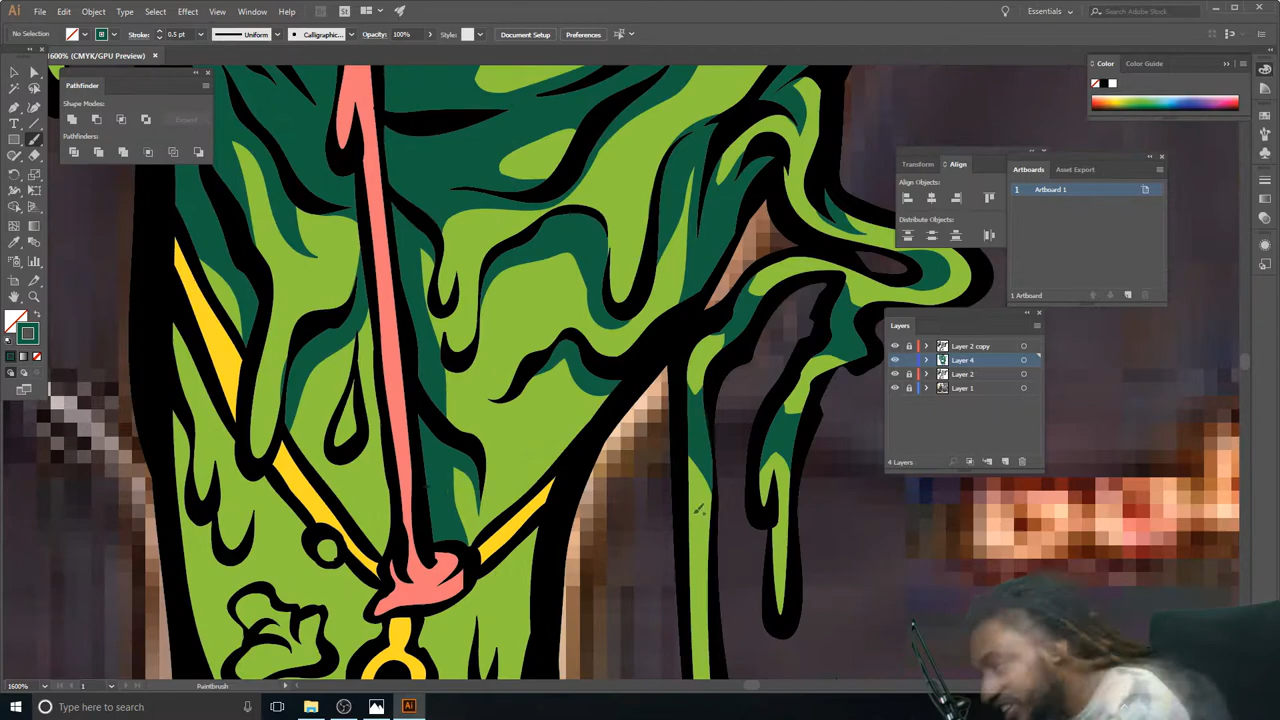 Ai File Edit Object Type Select Effect View Window Help Br St Essentials Search Adobe Stock
No Selection Stroke: 0.5 pt Uniform Calligraphic... Opacity: 100% Style: Document Setup Preferences
1600% (CMYK/GPU Preview) ×
Color Color Guide
Pathfinder
Shape Modes:
Expand
Pathfinders:
Transform Align
Align Objects:
Distribute Objects:
Artboards Asset Export
1 Artboard 1
1 Artboard
Layers
Layer 2 copy
Layer 4
Layer 2
Layer 1
4 Layers
1600% 1 Paintbrush
Type here to search Ai